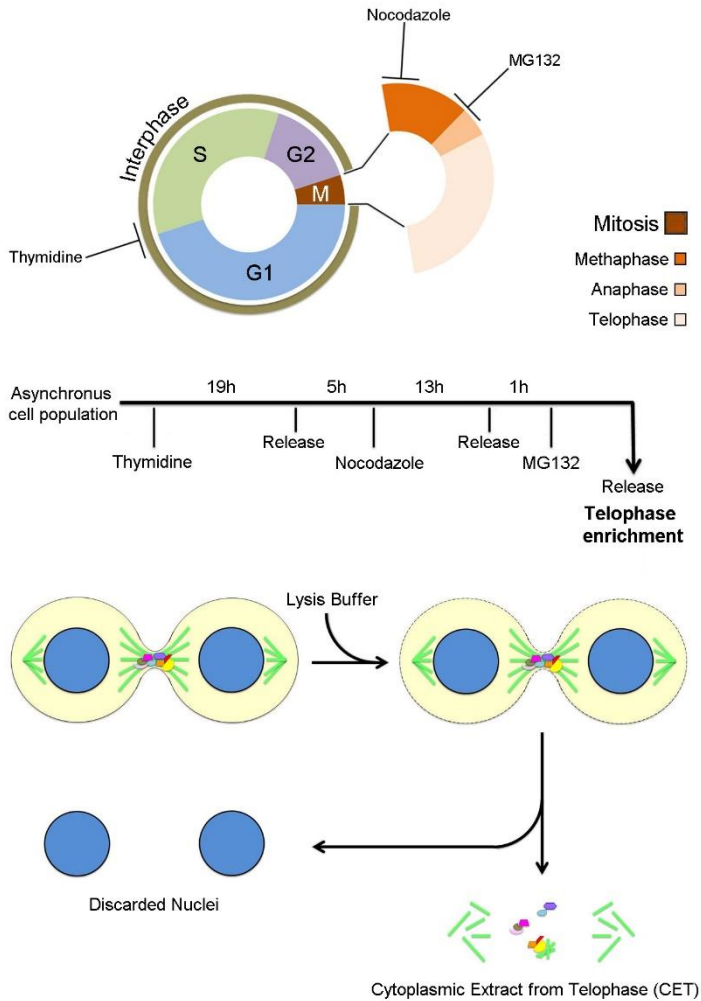 Nocodazole
MG132
Interphase
S
G2
M
G1
Thymidine
Mitosis
Methaphase
Anaphase
Telophase
Asynchronus
cell population
19h
5h
13h
1h
Thymidine
Release
Nocodazole
Release
MG132
Release
Telophase
enrichment
Lysis Buffer
Discarded Nuclei
Cytoplasmic Extract from Telophase (CET)